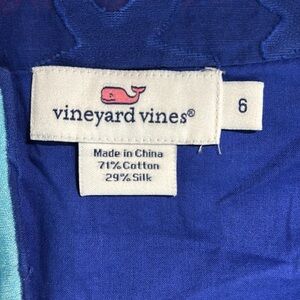 vineyard vines®
6
Made in China
71% Cotton
29% Silk